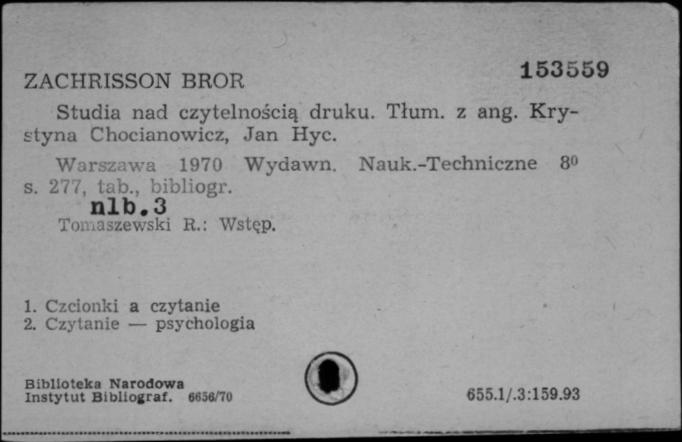 153559
ZACHRISSON BROR
Studia nad czytelnością druku. Tłum. z ang. Kry-
styna Chocianowicz, Jan Hyc.
Warszawa 1970 Wydawn. Nauk.-Techniczne 8⁰
s. 277, tab., bibliogr.
nlb.3
Tomaszewski R.: Wstęp.
1. Czcionki a czytanie
2. Czytanie — psychologia
Biblioteka Narodowa
Instytut Bibliograf. 6656/70
655.1/.3:159.93